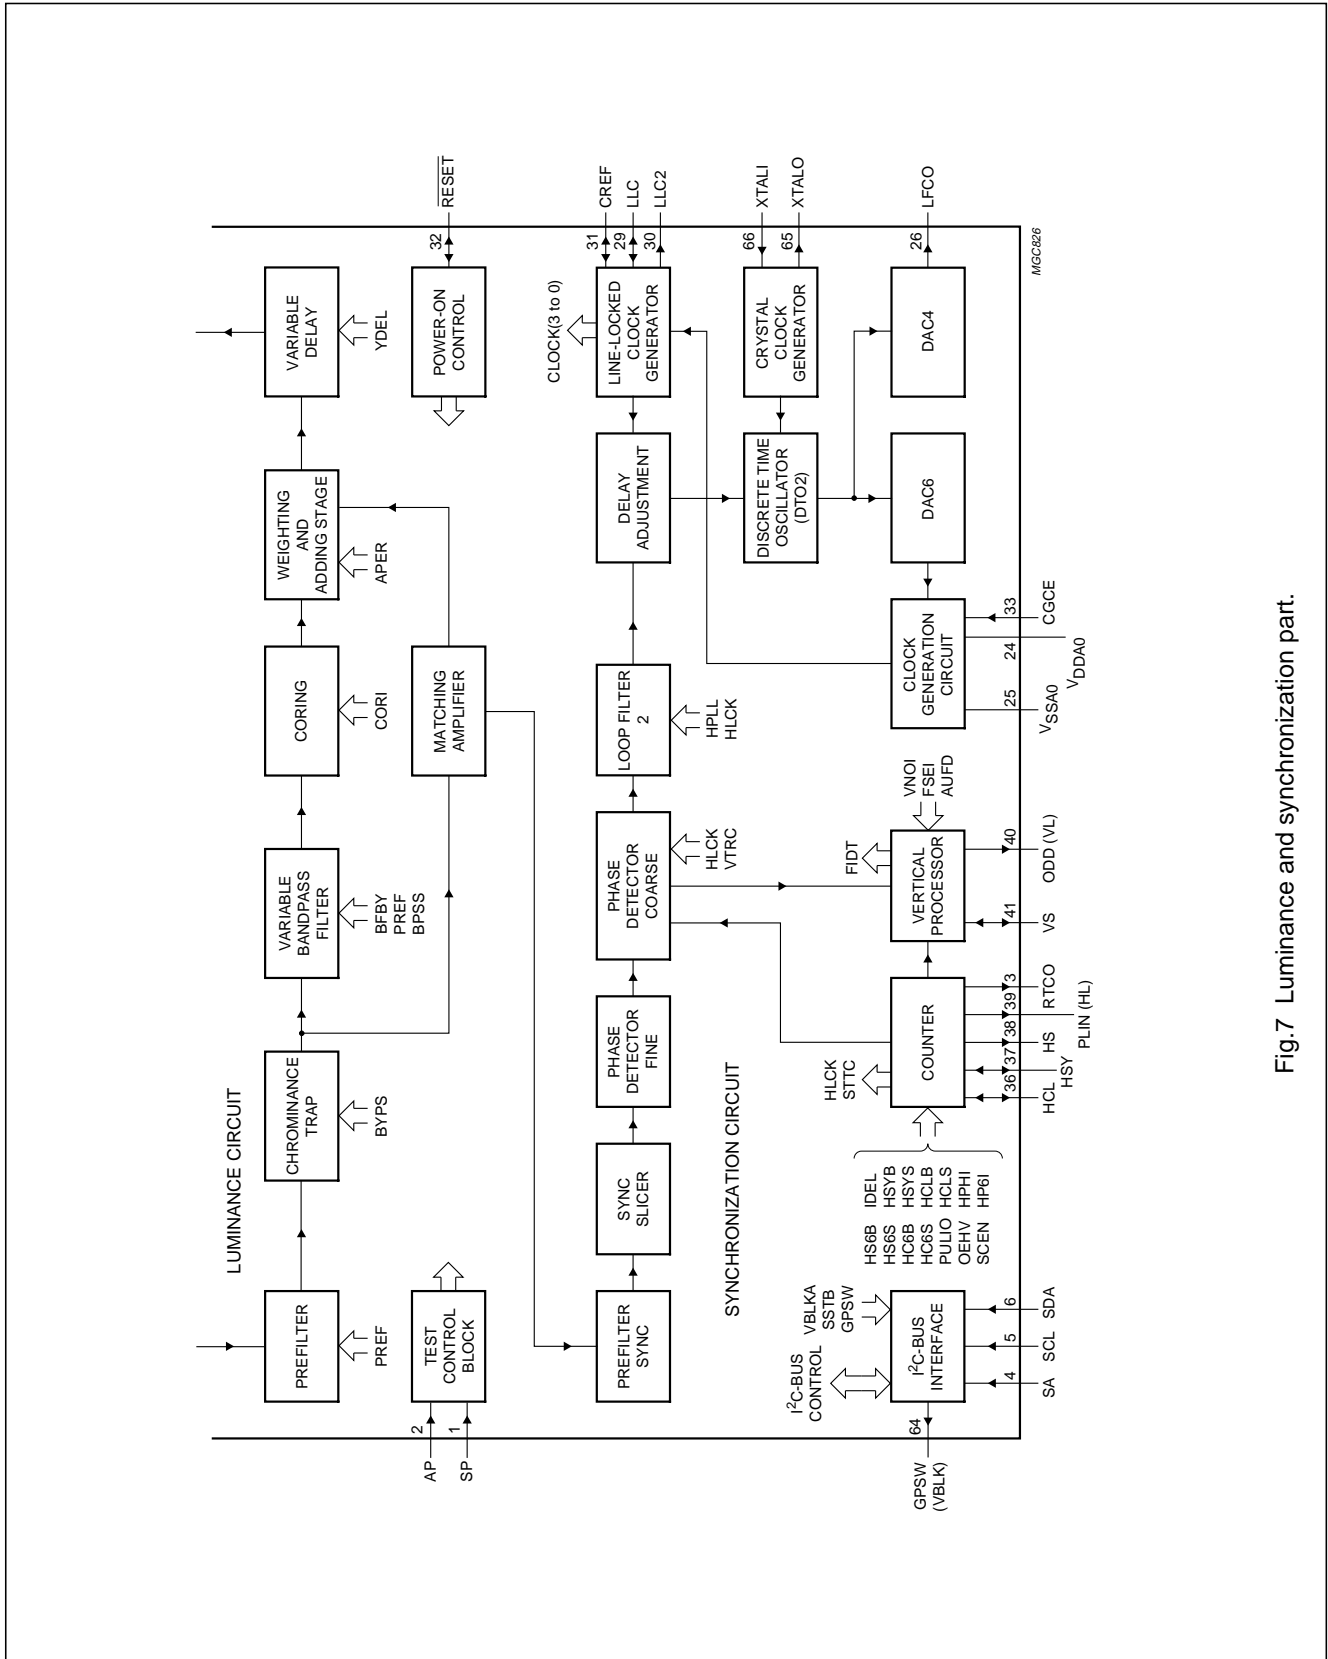 LUMINANCE CIRCUIT
PREFILTER
PREF
CHROMINANCE
TRAP
BYPS
VARIABLE
BANDPASS
FILTER
BFBY
PREF
BPSS
CORING
CORI
WEIGHTING
AND
ADDING STAGE
APER
VARIABLE
DELAY
YDEL
AP
2
SP
1
TEST
CONTROL
BLOCK
MATCHING
AMPLIFIER
POWER-ON
CONTROL
32
RESET
PREFILTER
SYNC
SYNC
SLICER
PHASE
DETECTOR
FINE
PHASE
DETECTOR
COARSE
HLCK
VTRC
LOOP FILTER
2
HPLL
HLCK
DELAY
ADJUSTMENT
CLOCK(3 to 0)
LINE-LOCKED
CLOCK
GENERATOR
31
CREF
29
LLC
30
LLC2
SYNCHRONIZATION CIRCUIT
DISCRETE TIME
OSCILLATOR
(DTO2)
CRYSTAL
CLOCK
GENERATOR
66
XTALI
65
XTALO
I2C-BUS
CONTROL
VBLKA
SSTB
GPSW
HS6B IDEL
HS6S HSYB
HC6B HSYS
HC6S HCLB
PULIO HCLS
OEHV HPHI
SCEN HP6I
HLCK
STTC
FIDT
VNOI
FSEI
AUFD
GPSW
(VBLK)
64
I2C-BUS
INTERFACE
COUNTER
VERTICAL
PROCESSOR
CLOCK
GENERATION
CIRCUIT
DAC6
DAC4
26
LFCO
4 5 6
SA SCL SDA
36 37 38 39 3
HCL HSY HS PLIN (HL) RTCO
41 40
VS ODD (VL)
25 24 33
VSSA0 VDDA0 CGCE
MGC826
Fig.7 Luminance and synchronization part.